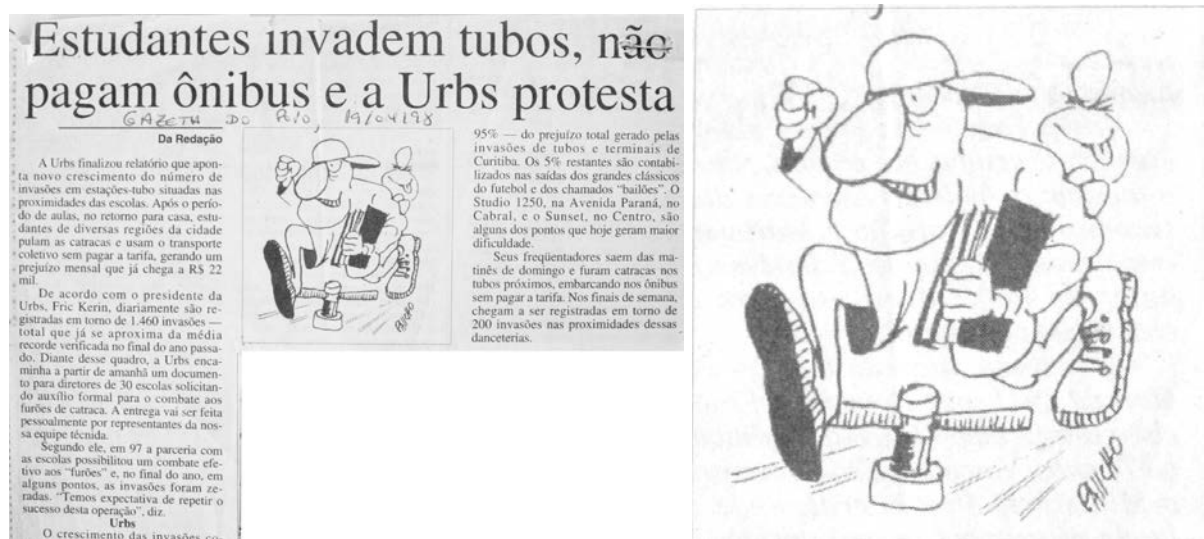 Estudantes invadem tubos, não
pagam ônibus e a Urbs protesta
GAZETA DO POVO, 19/04/98
Da Redação
A Urbs finalizou relatório que apon-
ta novo crescimento do número de
invasões em estações-tubo situadas nas
proximidades das escolas. Após o perío-
do de aulas, no retorno para casa, estu-
dantes de diversas regiões da cidade
pulam as catracas e usam o transporte
coletivo sem pagar a tarifa, gerando um
prejuízo mensal que já chega a R$ 22
mil.
De acordo com o presidente da
Urbs, Fric Kerin, diariamente são re-
gistradas em torno de 1.460 invasões —
total que já se aproxima da média
recorde verificada no final do ano passa-
do. Diante desse quadro, a Urbs enca-
minha a partir de amanhã um documen-
to para diretores de 30 escolas solicitan-
do auxílio formal para o combate aos
furões de catraca. A entrega vai ser feita
pessoalmente por representantes da nos-
sa equipe técnida.
Segundo ele, em 97 a parceria com
as escolas possibilitou um combate efe-
tivo aos "furões" e, no final do ano, em
alguns pontos, as invasões foram ze-
radas. "Temos expectativa de repetir o
sucesso desta operação", diz.
Urbs
O crescimento das invasões co-
95% — do prejuízo total gerado pelas
invasões de tubos e terminais de
Curitiba. Os 5% restantes são contabi-
lizados nas saídas dos grandes clássicos
do futebol e dos chamados "bailões". O
Studio 1250, na Avenida Paraná, no
Cabral, e o Sunset, no Centro, são
alguns dos pontos que hoje geram maior
dificuldade.
Seus freqüentadores saem das ma-
tinês de domingo e furam catracas nos
tubos próximos, embarcando nos ônibus
sem pagar a tarifa. Nos finais de semana,
chegam a ser registradas em torno de
200 invasões nas proximidades dessas
danceterias.